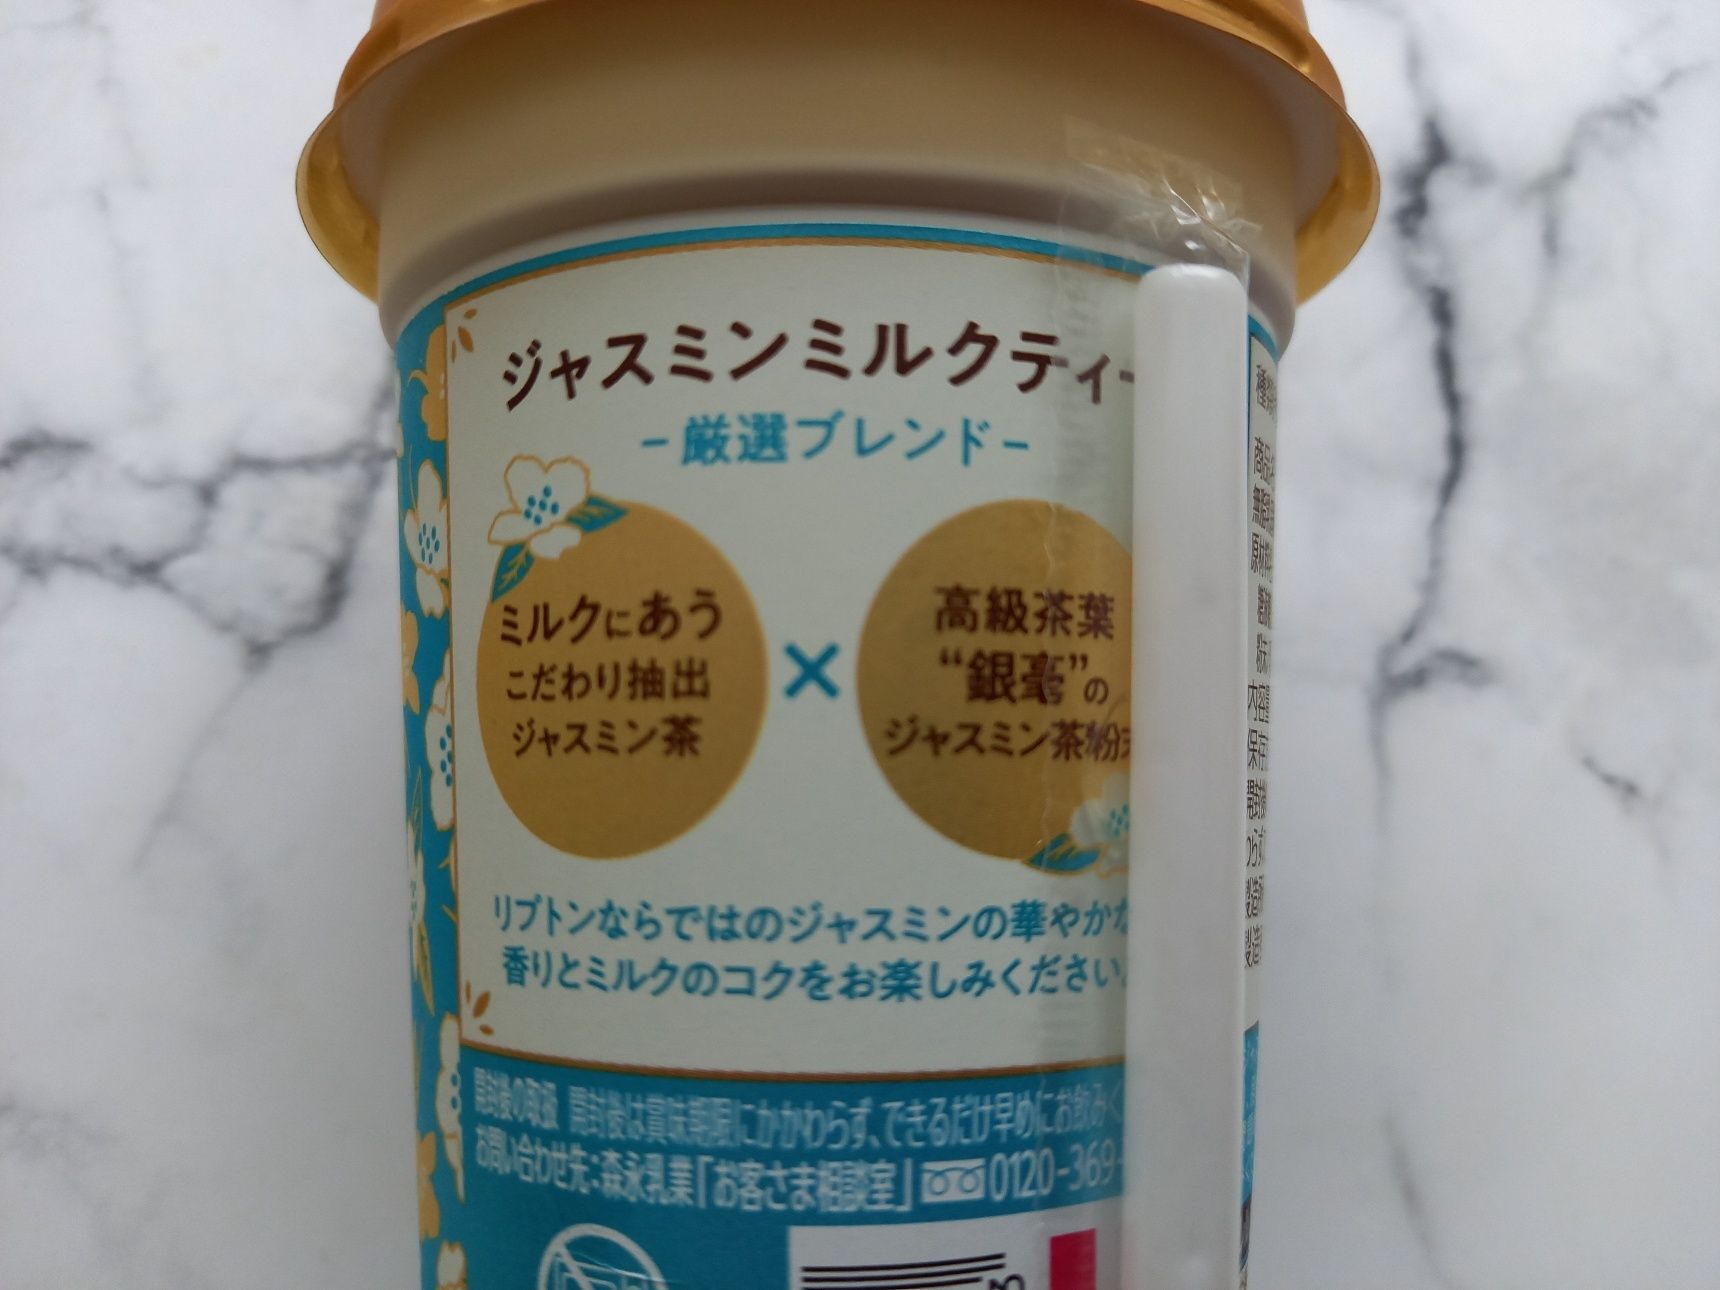 ジャスミンミルクティー
-厳選ブレンド-
ミルクにあう
こだわり抽出
ジャスミン茶
×
高級茶葉
“銀毫”の
ジャスミン茶粉
リプトンならではのジャスミンの華やかな
香りとミルクのコクをお楽しみください。
開封後の取扱 開封後は賞味期限にかかわらず、できるだけ早めにお飲み
お問い合わせ先:森永乳業「お客さま相談室」 0120-369-
商品
内容
保存